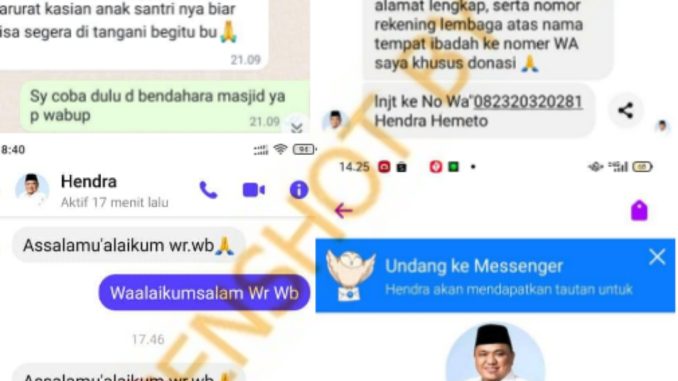 arurat kasian anak santri nya biar
isa segera di tangani begitu bu🙏
21.09
Sy coba dulu d bendahara masjid ya
p wabup
21.09
8:40
94
Hendra
Aktif 17 menit lalu
Assalamu'alaikum wr.wb🙏
Waalaikumsalam Wr Wb
17.46
Assalamu'alaikum wr.wb🙏
alamat lengkap, serta nomor
rekening lembaga atas nama
tempat ibadah ke nomer WA
saya khusus donasi 🙏
Injt ke No Wa"082320320281
Hendra Hemeto
14.25
Undang ke Messenger
Hendra akan mendapatkan tautan untuk
ENSHOT BY